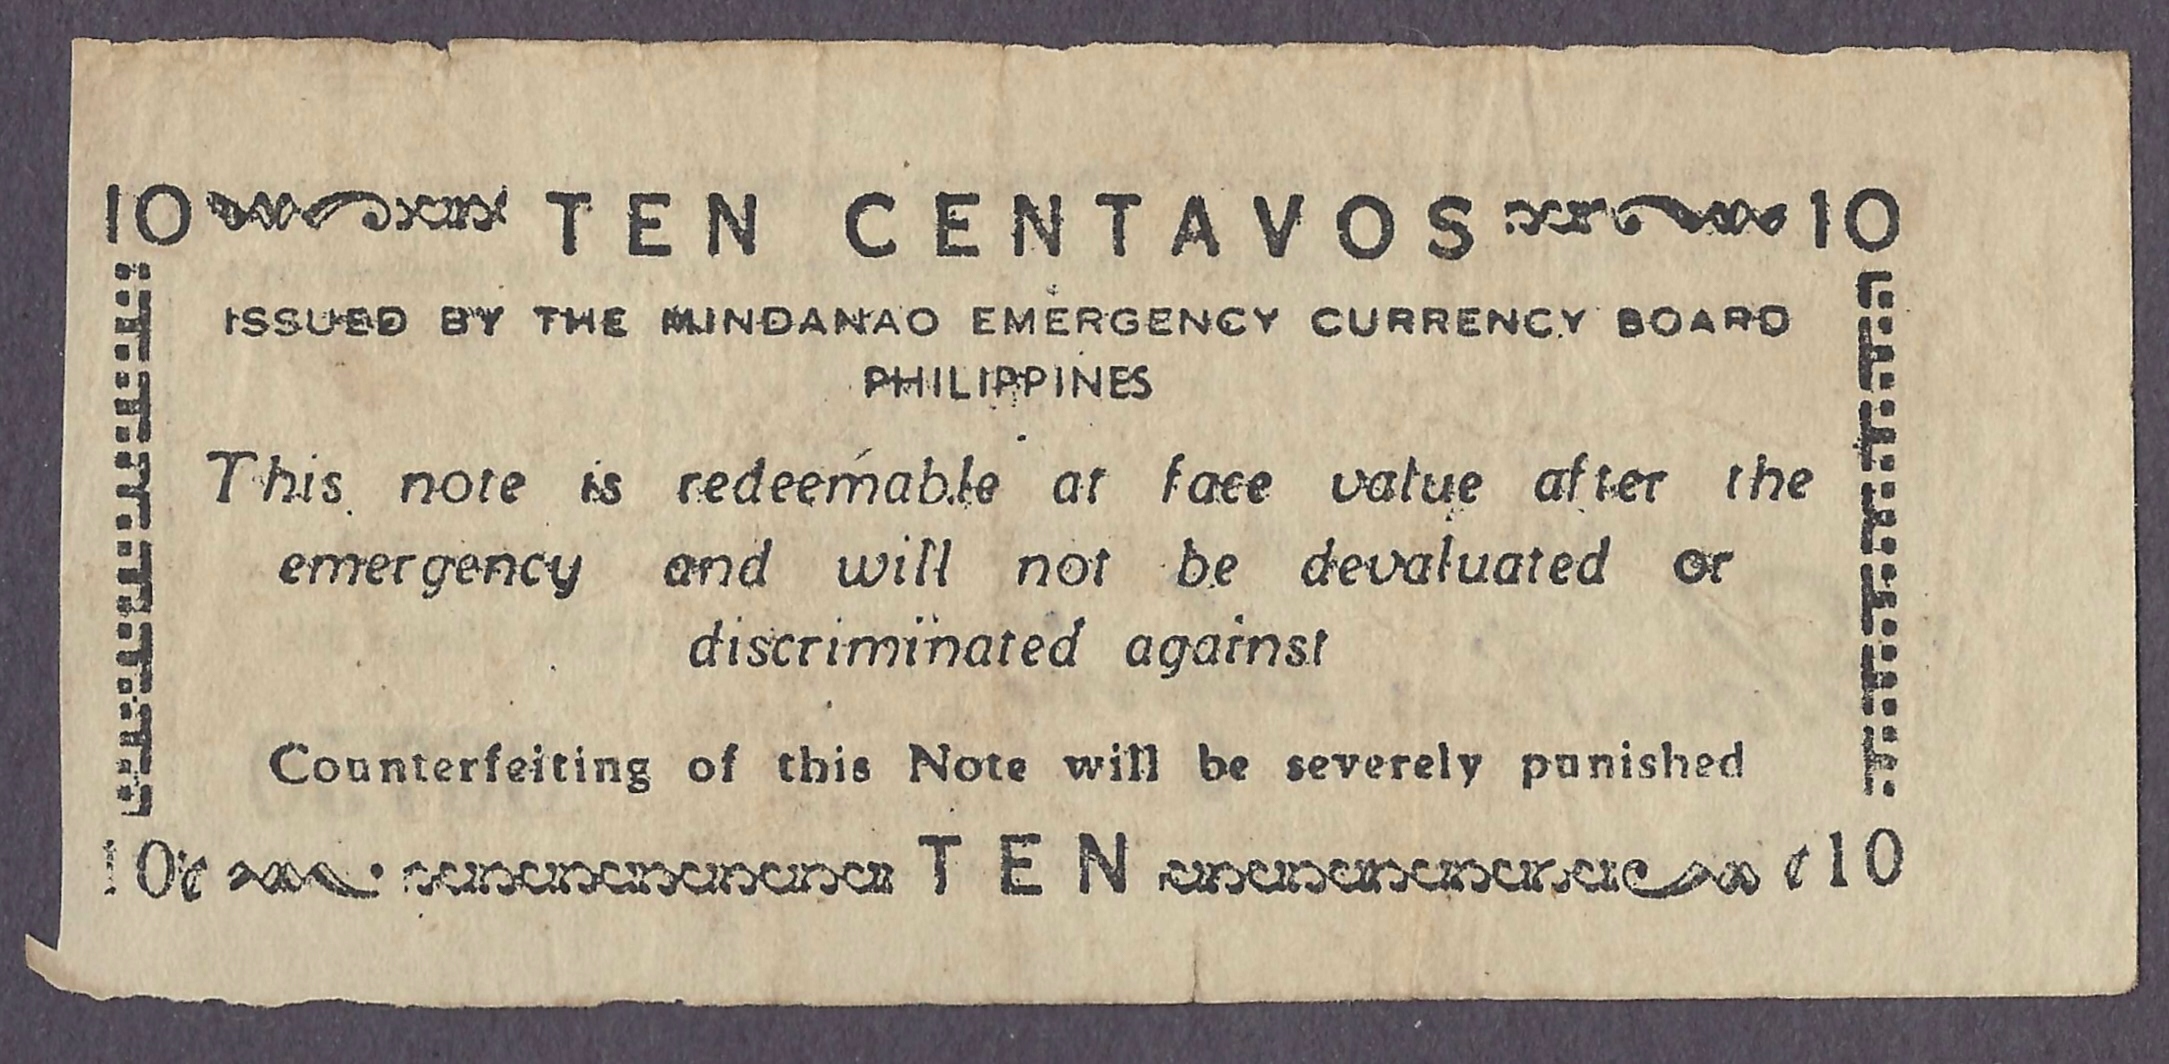 10 TEN CENTAVOS 10
ISSUED BY THE MINDANAO EMERGENCY CURRENCY BOARD
PHILIPPINES
This note is redeemable at face value after the
emergency and will not be devaluated or
discriminated against
Counterfeiting of this Note will be severely punished
10¢ TEN ¢10